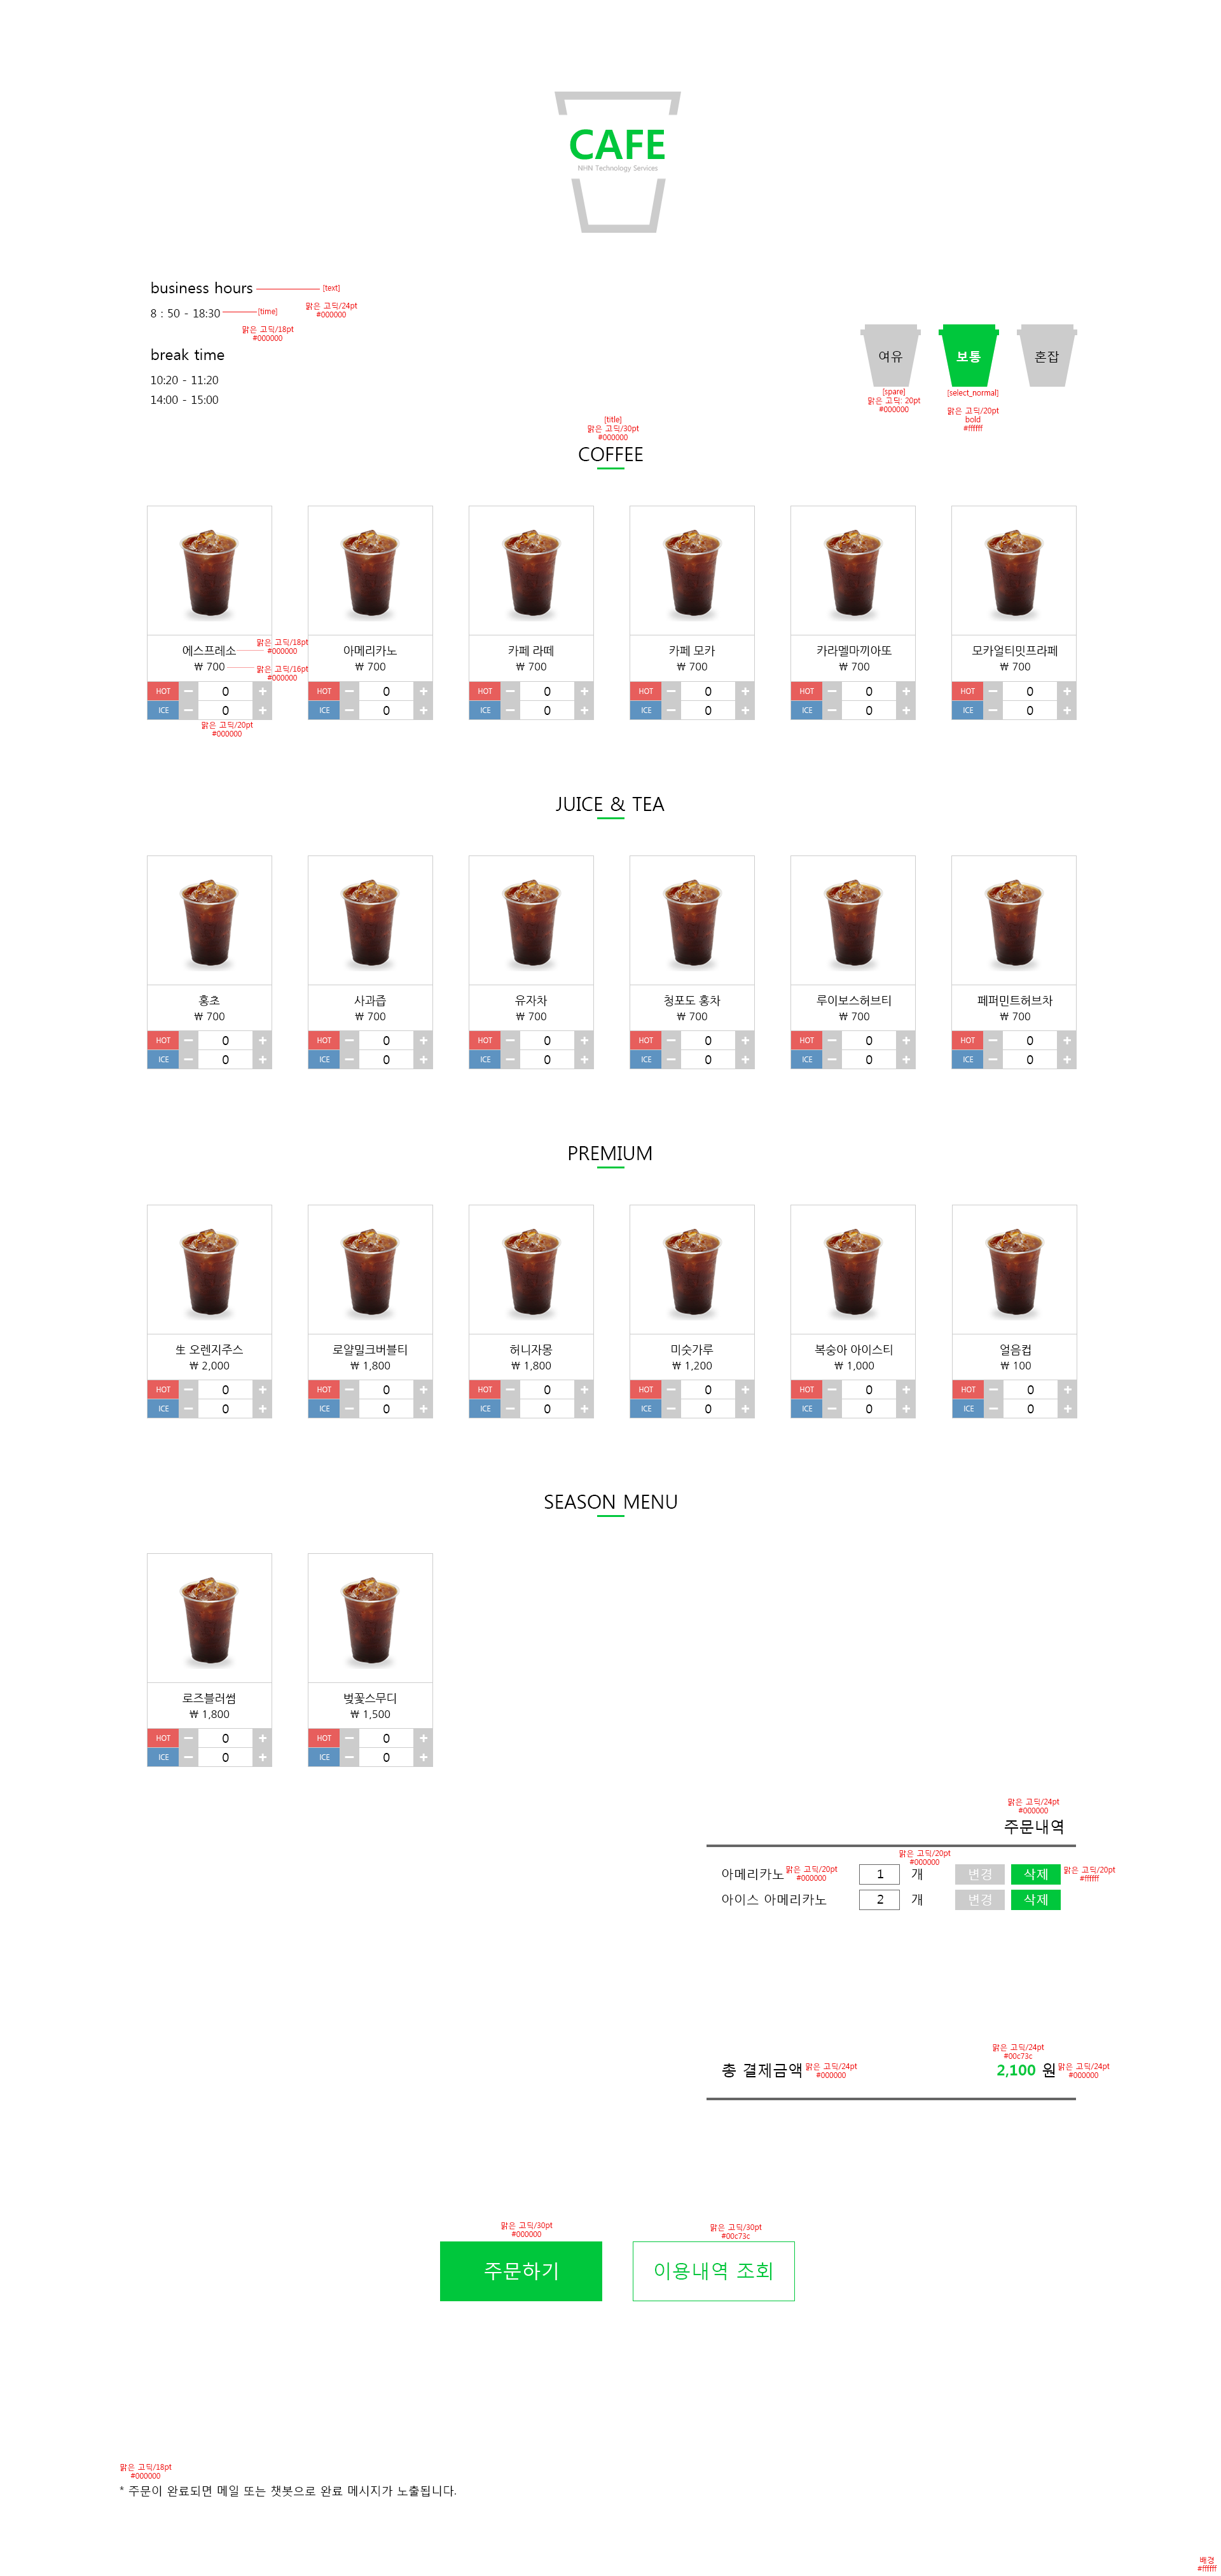 CAFE
NHN Technology Services
business hours
[text]
맑은 고딕/24pt
#000000
8 : 50 - 18:30
[time]
맑은 고딕/18pt
#000000
break time
10:20 - 11:20
14:00 - 15:00
여유
보통
혼잡
[spare]
맑은 고딕: 20pt
#000000
[select_normal]
맑은 고딕/20pt
bold
#ffffff
[title]
맑은 고딕/30pt
#000000
COFFEE
에스프레소
맑은 고딕/18pt
#000000
아메리카노
카페 라떼
카페 모카
카라멜마끼아또
모카얼티밋프라페
₩ 700
맑은 고딕/16pt
#000000
₩ 700
₩ 700
₩ 700
₩ 700
₩ 700
HOT — 0 + HOT — 0 + HOT — 0 + HOT — 0 + HOT — 0 + HOT — 0 +
ICE — 0 + ICE — 0 + ICE — 0 + ICE — 0 + ICE — 0 + ICE — 0 +
맑은 고딕/20pt
#000000
JUICE & TEA
홍초
사과즙
유자차
청포도 홍차
루이보스허브티
페퍼민트허브차
₩ 700
₩ 700
₩ 700
₩ 700
₩ 700
₩ 700
HOT — 0 + HOT — 0 + HOT — 0 + HOT — 0 + HOT — 0 + HOT — 0 +
ICE — 0 + ICE — 0 + ICE — 0 + ICE — 0 + ICE — 0 + ICE — 0 +
PREMIUM
生 오렌지주스
로얄밀크버블티
허니자몽
미숫가루
복숭아 아이스티
얼음컵
₩ 2,000
₩ 1,800
₩ 1,800
₩ 1,200
₩ 1,000
₩ 100
HOT — 0 + HOT — 0 + HOT — 0 + HOT — 0 + HOT — 0 + HOT — 0 +
ICE — 0 + ICE — 0 + ICE — 0 + ICE — 0 + ICE — 0 + ICE — 0 +
SEASON MENU
로즈블러썸
벚꽃스무디
₩ 1,800
₩ 1,500
HOT — 0 + HOT — 0 +
ICE — 0 + ICE — 0 +
맑은 고딕/24pt
#000000
주문내역
맑은 고딕/20pt
#000000
아메리카노
맑은 고딕/20pt
#000000
1 개 변경 삭제
맑은 고딕/20pt
#ffffff
아이스 아메리카노 2 개 변경 삭제
맑은 고딕/24pt
#00c73c
총 결제금액
맑은 고딕/24pt
#000000
2,100 원
맑은 고딕/24pt
#000000
맑은 고딕/30pt
#000000
맑은 고딕/30pt
#00c73c
주문하기
이용내역 조회
맑은 고딕/18pt
#000000
* 주문이 완료되면 메일 또는 챗봇으로 완료 메시지가 노출됩니다.
배경
#ffffff